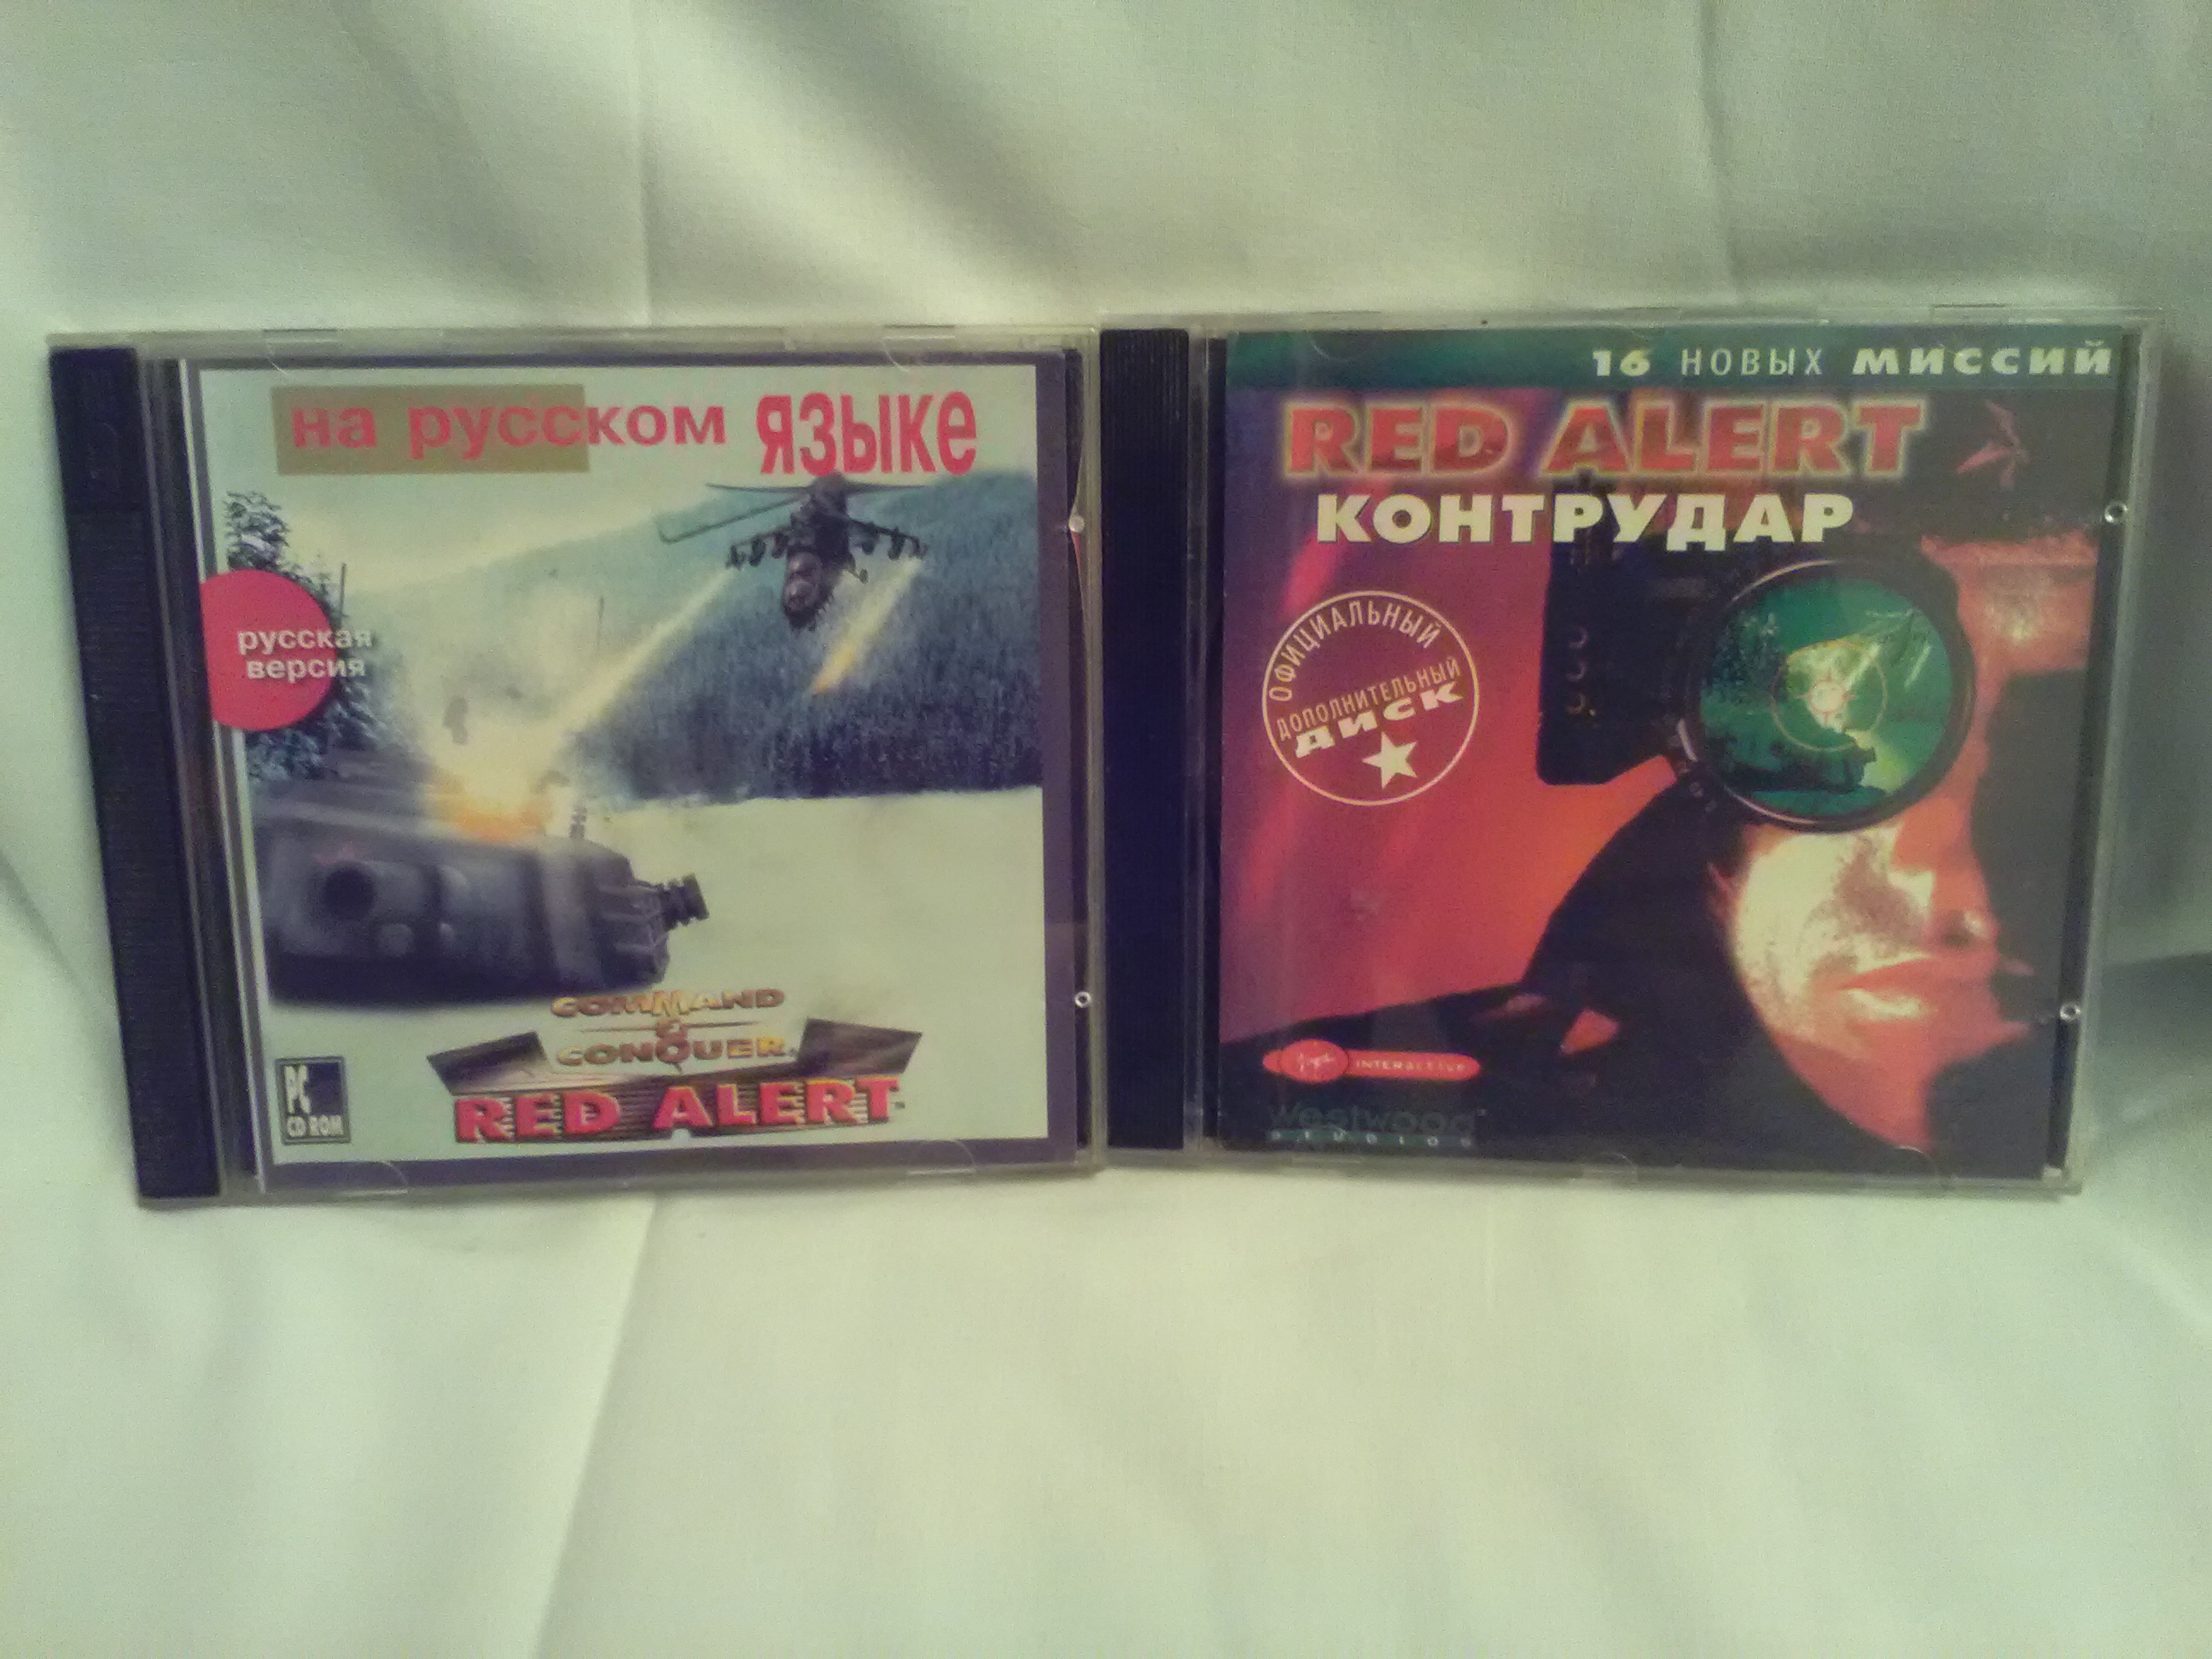 на русском языке
русская
версия
COMMAND
&
CONQUER
RED ALERT
PC
CD ROM
16 НОВЫХ МИССИЙ
RED ALERT
КОНТРУДАР
ОФИЦИАЛЬНЫЙ
ДОПОЛНИТЕЛЬНЫЙ
ДИСК
INTERACTIVE
Westwood
STUDIOS